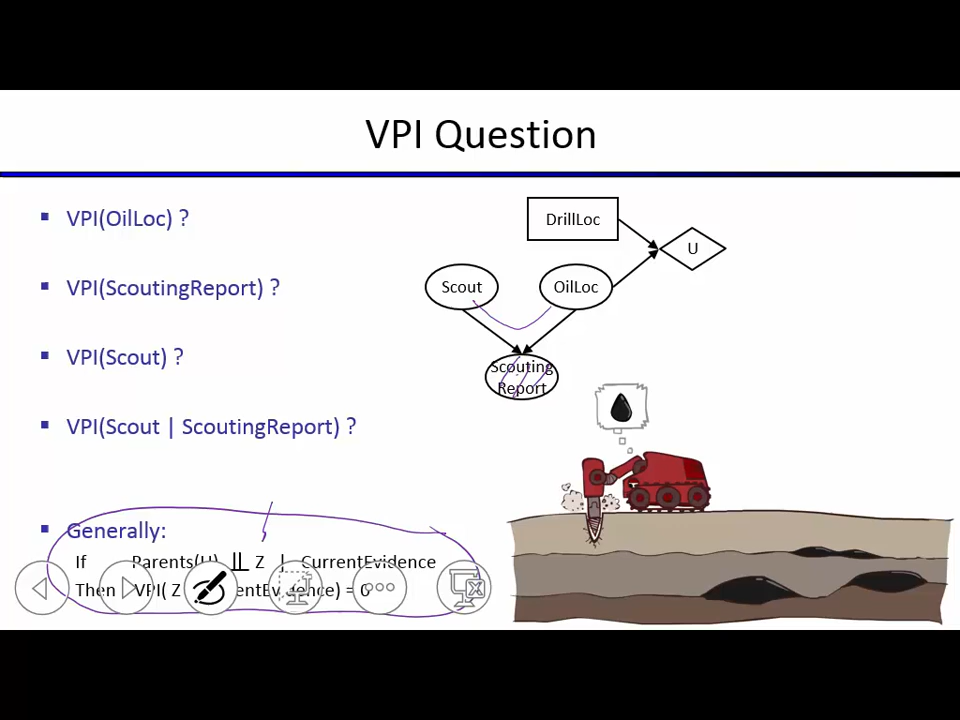 VPI Question
▪ VPI(OilLoc) ?
▪ VPI(ScoutingReport) ?
▪ VPI(Scout) ?
▪ VPI(Scout | ScoutingReport) ?
▪ Generally:
If Parents(U) ⫫ Z | CurrentEvidence
Then VPI( Z = 0
DrillLoc
U
Scout
OilLoc
Scouting
Report